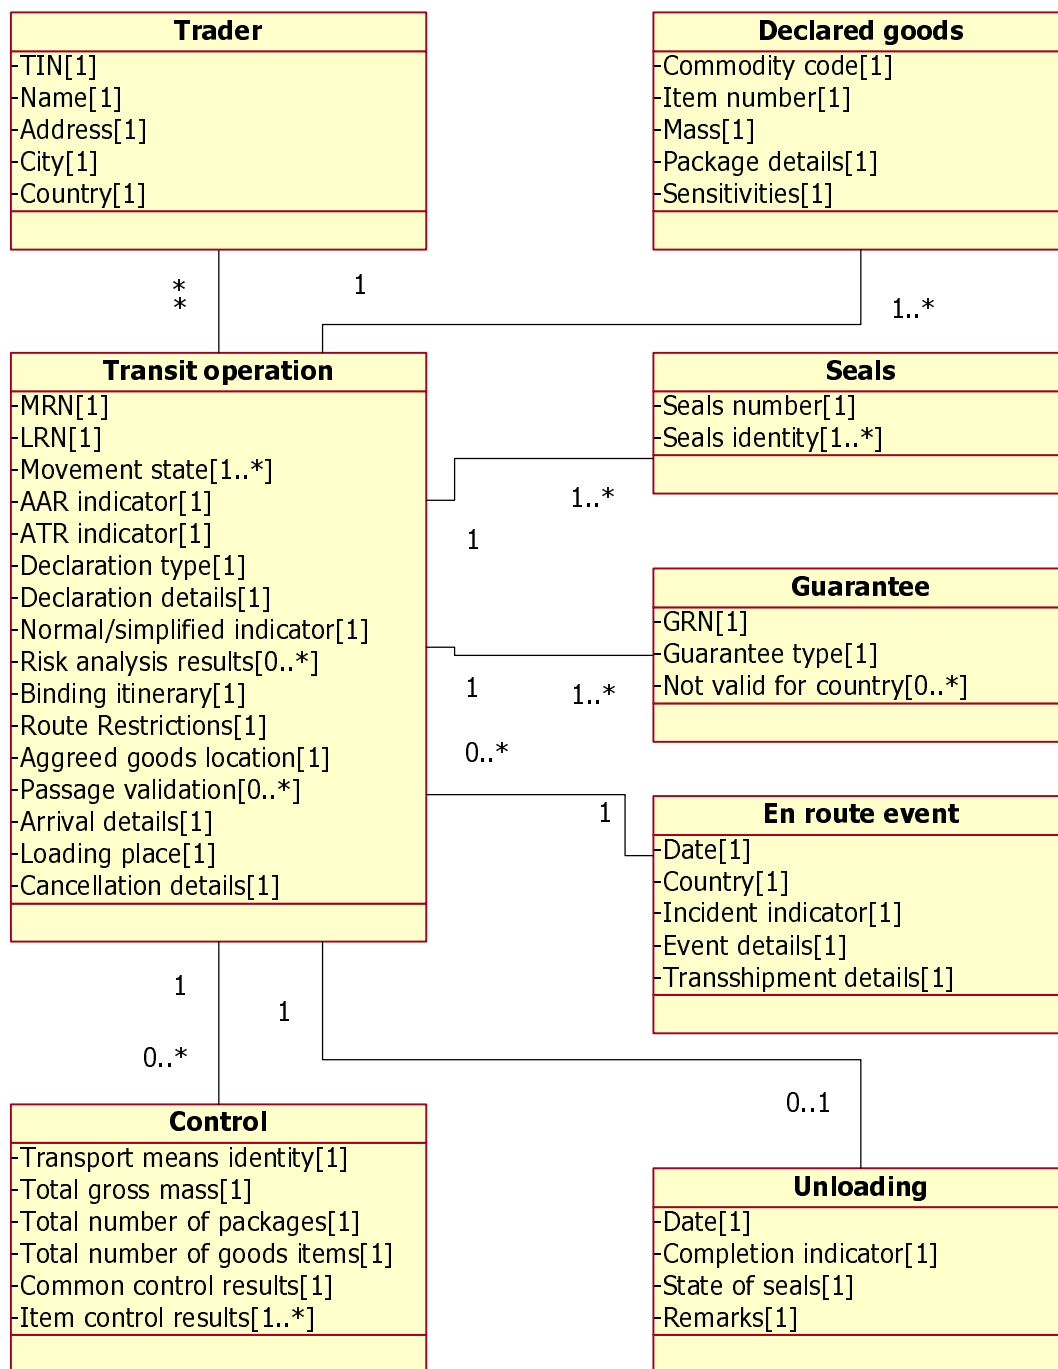 Trader
-TIN[1]
-Name[1]
-Address[1]
-City[1]
-Country[1]
Declared goods
-Commodity code[1]
-Item number[1]
-Mass[1]
-Package details[1]
-Sensitivities[1]
*
*
1
1..*
Transit operation
-MRN[1]
-LRN[1]
-Movement state[1..*]
-AAR indicator[1]
-ATR indicator[1]
-Declaration type[1]
-Declaration details[1]
-Normal/simplified indicator[1]
-Risk analysis results[0..*]
-Binding itinerary[1]
-Route Restrictions[1]
-Aggreed goods location[1]
-Passage validation[0..*]
-Arrival details[1]
-Loading place[1]
-Cancellation details[1]
Seals
-Seals number[1]
-Seals identity[1..*]
1..*
1
Guarantee
-GRN[1]
-Guarantee type[1]
-Not valid for country[0..*]
1
1..*
0..*
1
En route event
-Date[1]
-Country[1]
-Incident indicator[1]
-Event details[1]
-Transshipment details[1]
1
1
0..*
0..1
Control
-Transport means identity[1]
-Total gross mass[1]
-Total number of packages[1]
-Total number of goods items[1]
-Common control results[1]
-Item control results[1..*]
Unloading
-Date[1]
-Completion indicator[1]
-State of seals[1]
-Remarks[1]